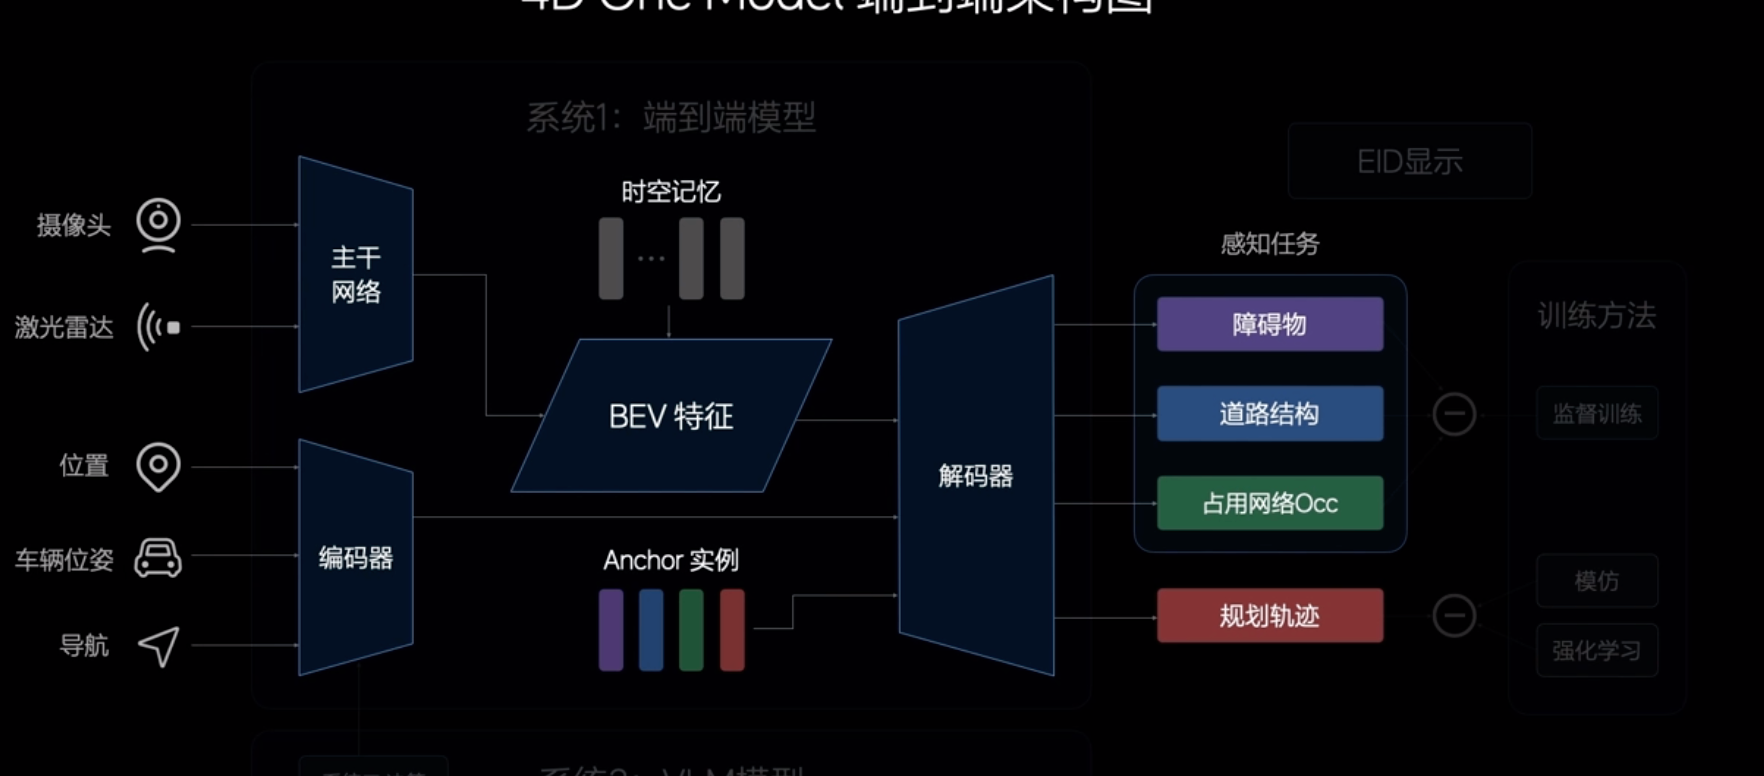 4D One Model 端到端架构图
系统1：端到端模型
EID显示
时空记忆
摄像头
主干
网络
激光雷达
感知任务
障碍物
训练方法
BEV 特征
道路结构
监督训练
位置
解码器
占用网络Occ
车辆位姿
编码器
Anchor 实例
模仿
导航
规划轨迹
强化学习
系统2：VLM模型